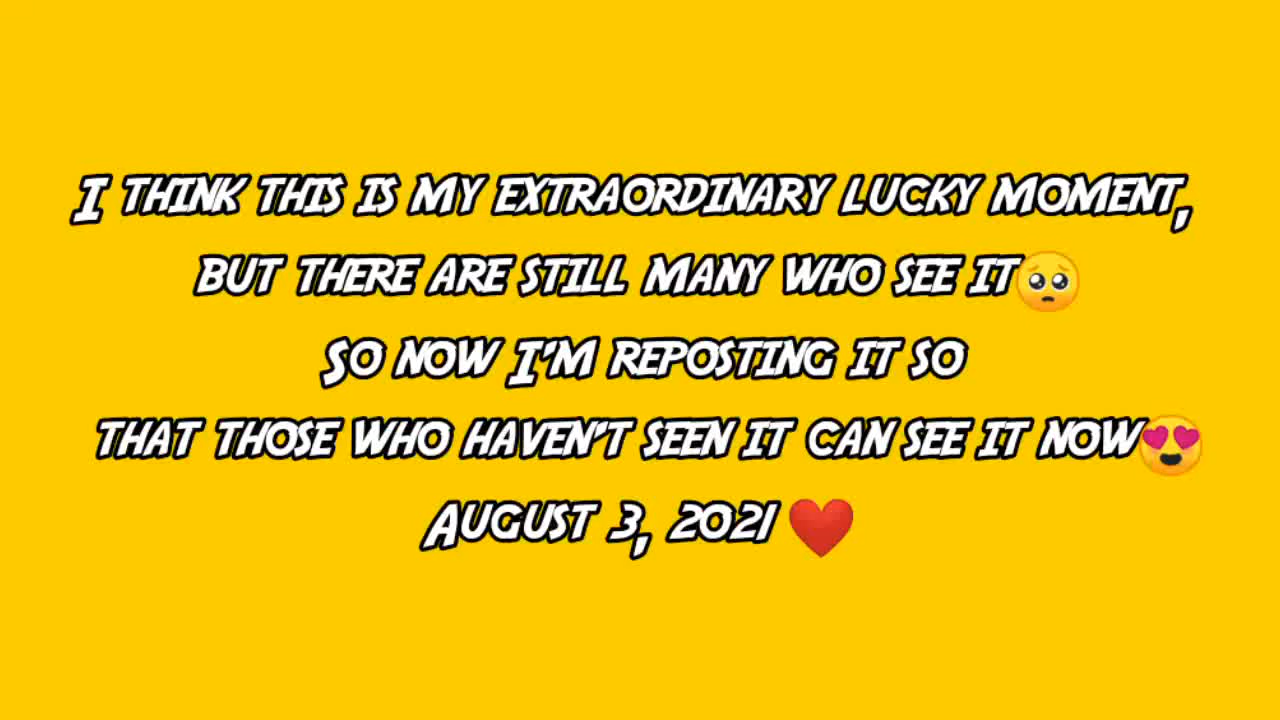 I think this is my extraordinary lucky moment,
but there are still many who see it🥺
So now I'm reposting it so
that those who haven't seen it can see it now😍
August 3, 2021 ❤️